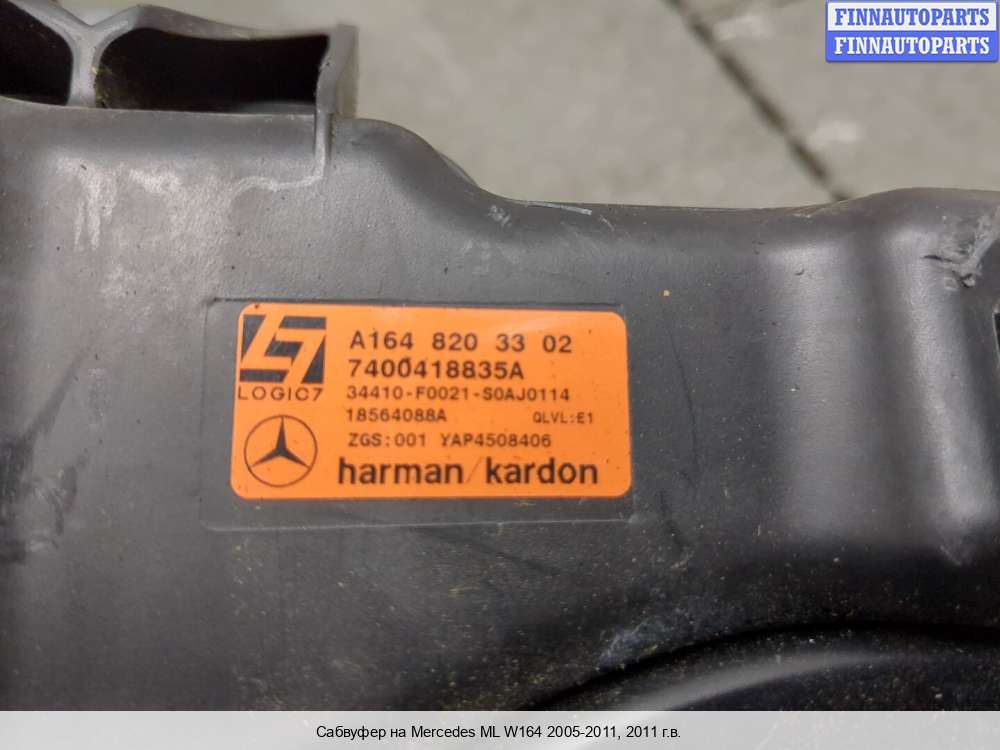 FINNAUTOPARTS
FINNAUTOPARTS
A164 820 33 02
7400418835A
LOGIC7
34410-F0021-S0AJ0114
18564088A QLVL:E1
ZGS:001 YAP4508406
harman/kardon
Сабвуфер на Mercedes ML W164 2005-2011, 2011 г.в.